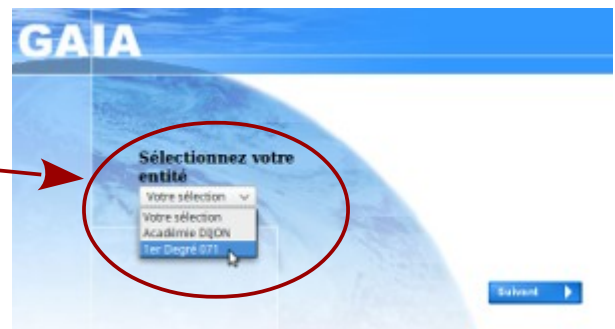 GAIA
Sélectionnez votre
entité
Votre sélection
Votre sélection
Académie DIJON
1er Degré 071
Suivant